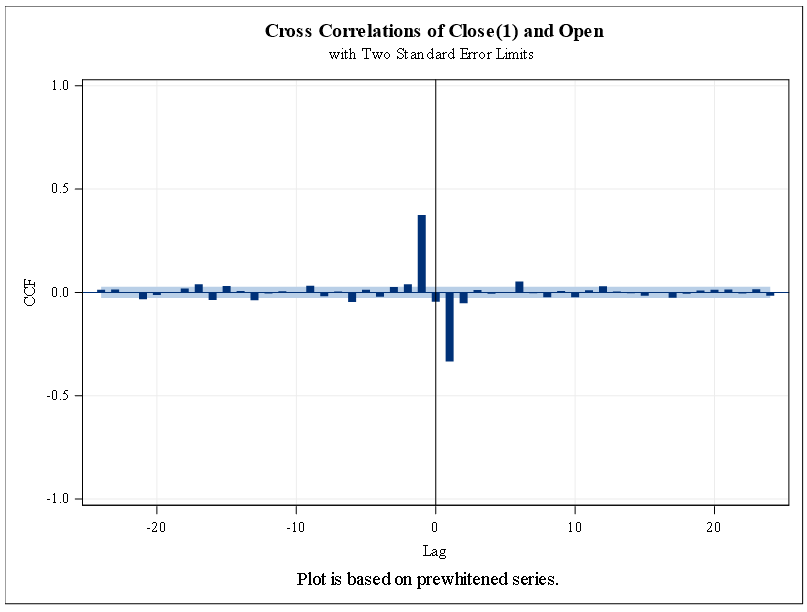 Cross Correlations of Close(1) and Open
with Two Standard Error Limits
1.0
0.5
0.0
-0.5
-1.0
CCF
-20 -10 0 10 20
Lag
Plot is based on prewhitened series.